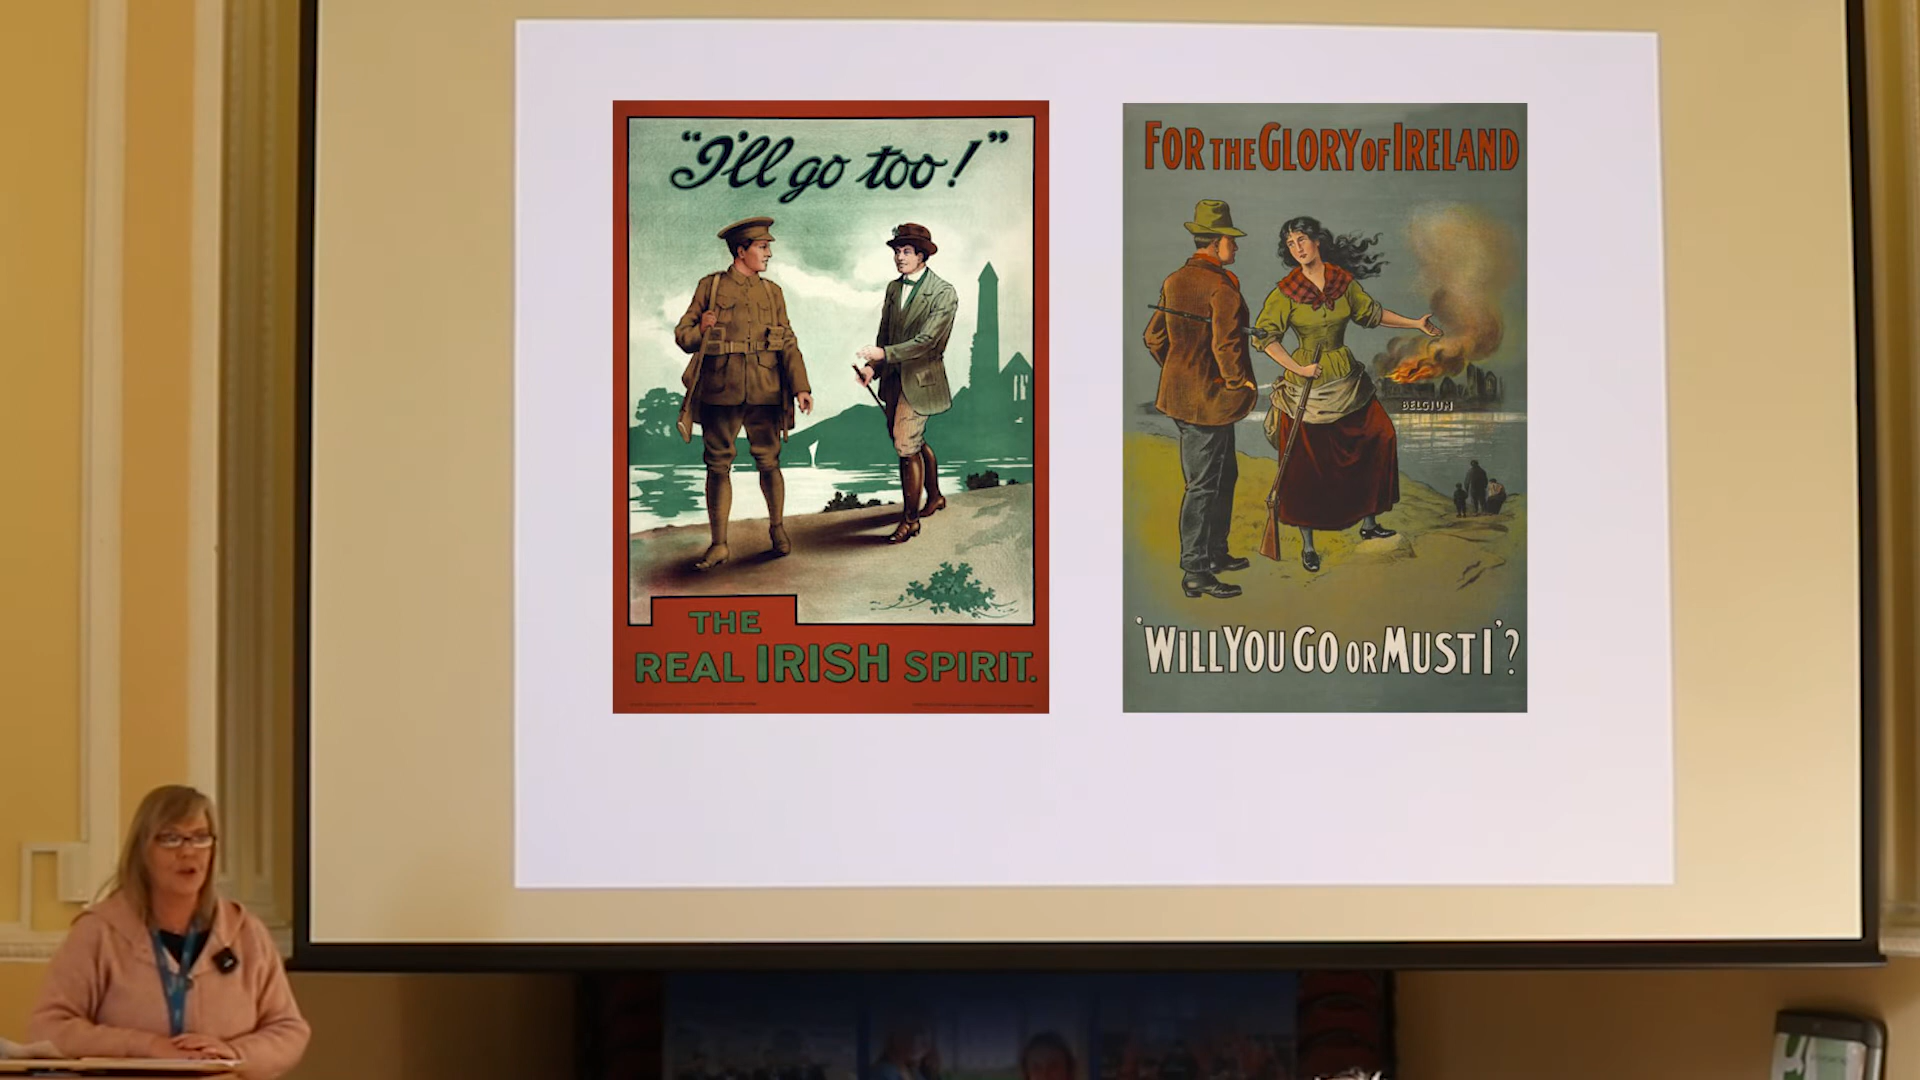 "I'll go too!"
THE
REAL IRISH SPIRIT.
FOR THE GLORY OF IRELAND
BELGIUM
'WILL YOU GO OR MUST I'?